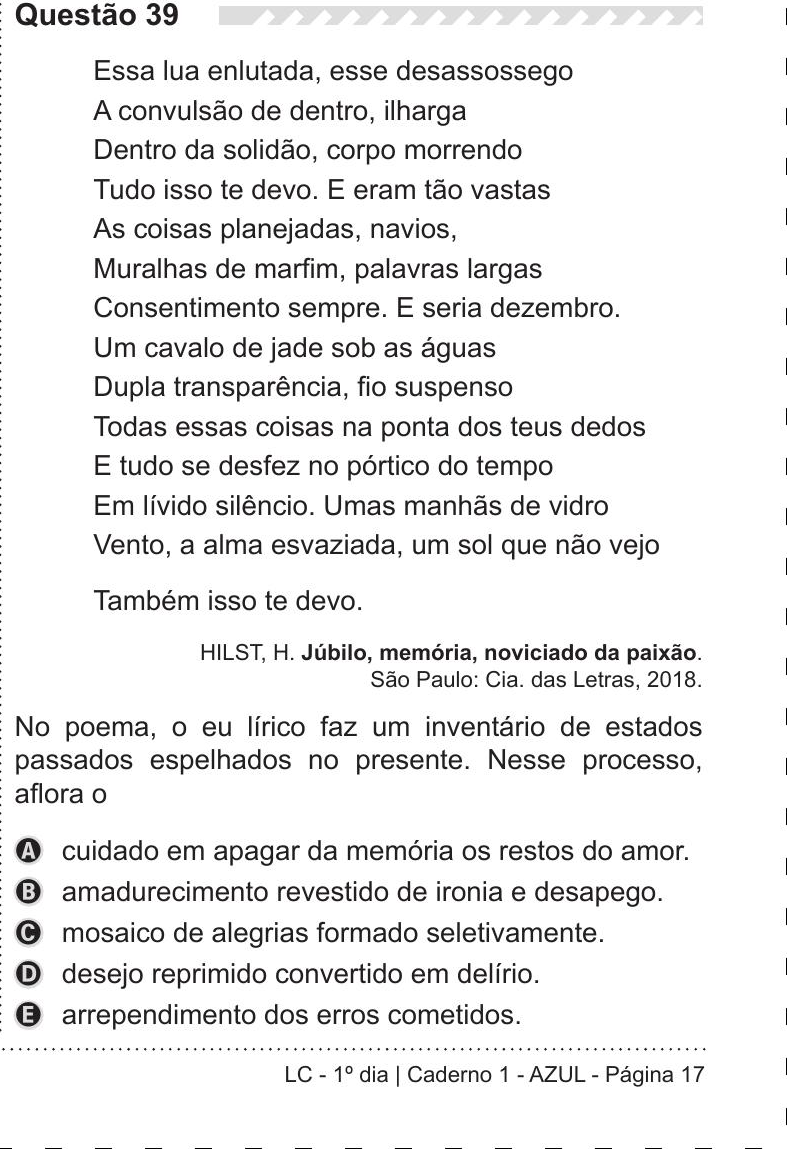 Questão 39
Essa lua enlutada, esse desassossego
A convulsão de dentro, ilharga
Dentro da solidão, corpo morrendo
Tudo isso te devo. E eram tão vastas
As coisas planejadas, navios,
Muralhas de marfim, palavras largas
Consentimento sempre. E seria dezembro.
Um cavalo de jade sob as águas
Dupla transparência, fio suspenso
Todas essas coisas na ponta dos teus dedos
E tudo se desfez no pórtico do tempo
Em lívido silêncio. Umas manhãs de vidro
Vento, a alma esvaziada, um sol que não vejo
Também isso te devo.
HILST, H. Júbilo, memória, noviciado da paixão.
São Paulo: Cia. das Letras, 2018.
No poema, o eu lírico faz um inventário de estados
passados espelhados no presente. Nesse processo,
aflora o
A cuidado em apagar da memória os restos do amor.
B amadurecimento revestido de ironia e desapego.
C mosaico de alegrias formado seletivamente.
D desejo reprimido convertido em delírio.
E arrependimento dos erros cometidos.
LC - 1º dia | Caderno 1 - AZUL - Página 17